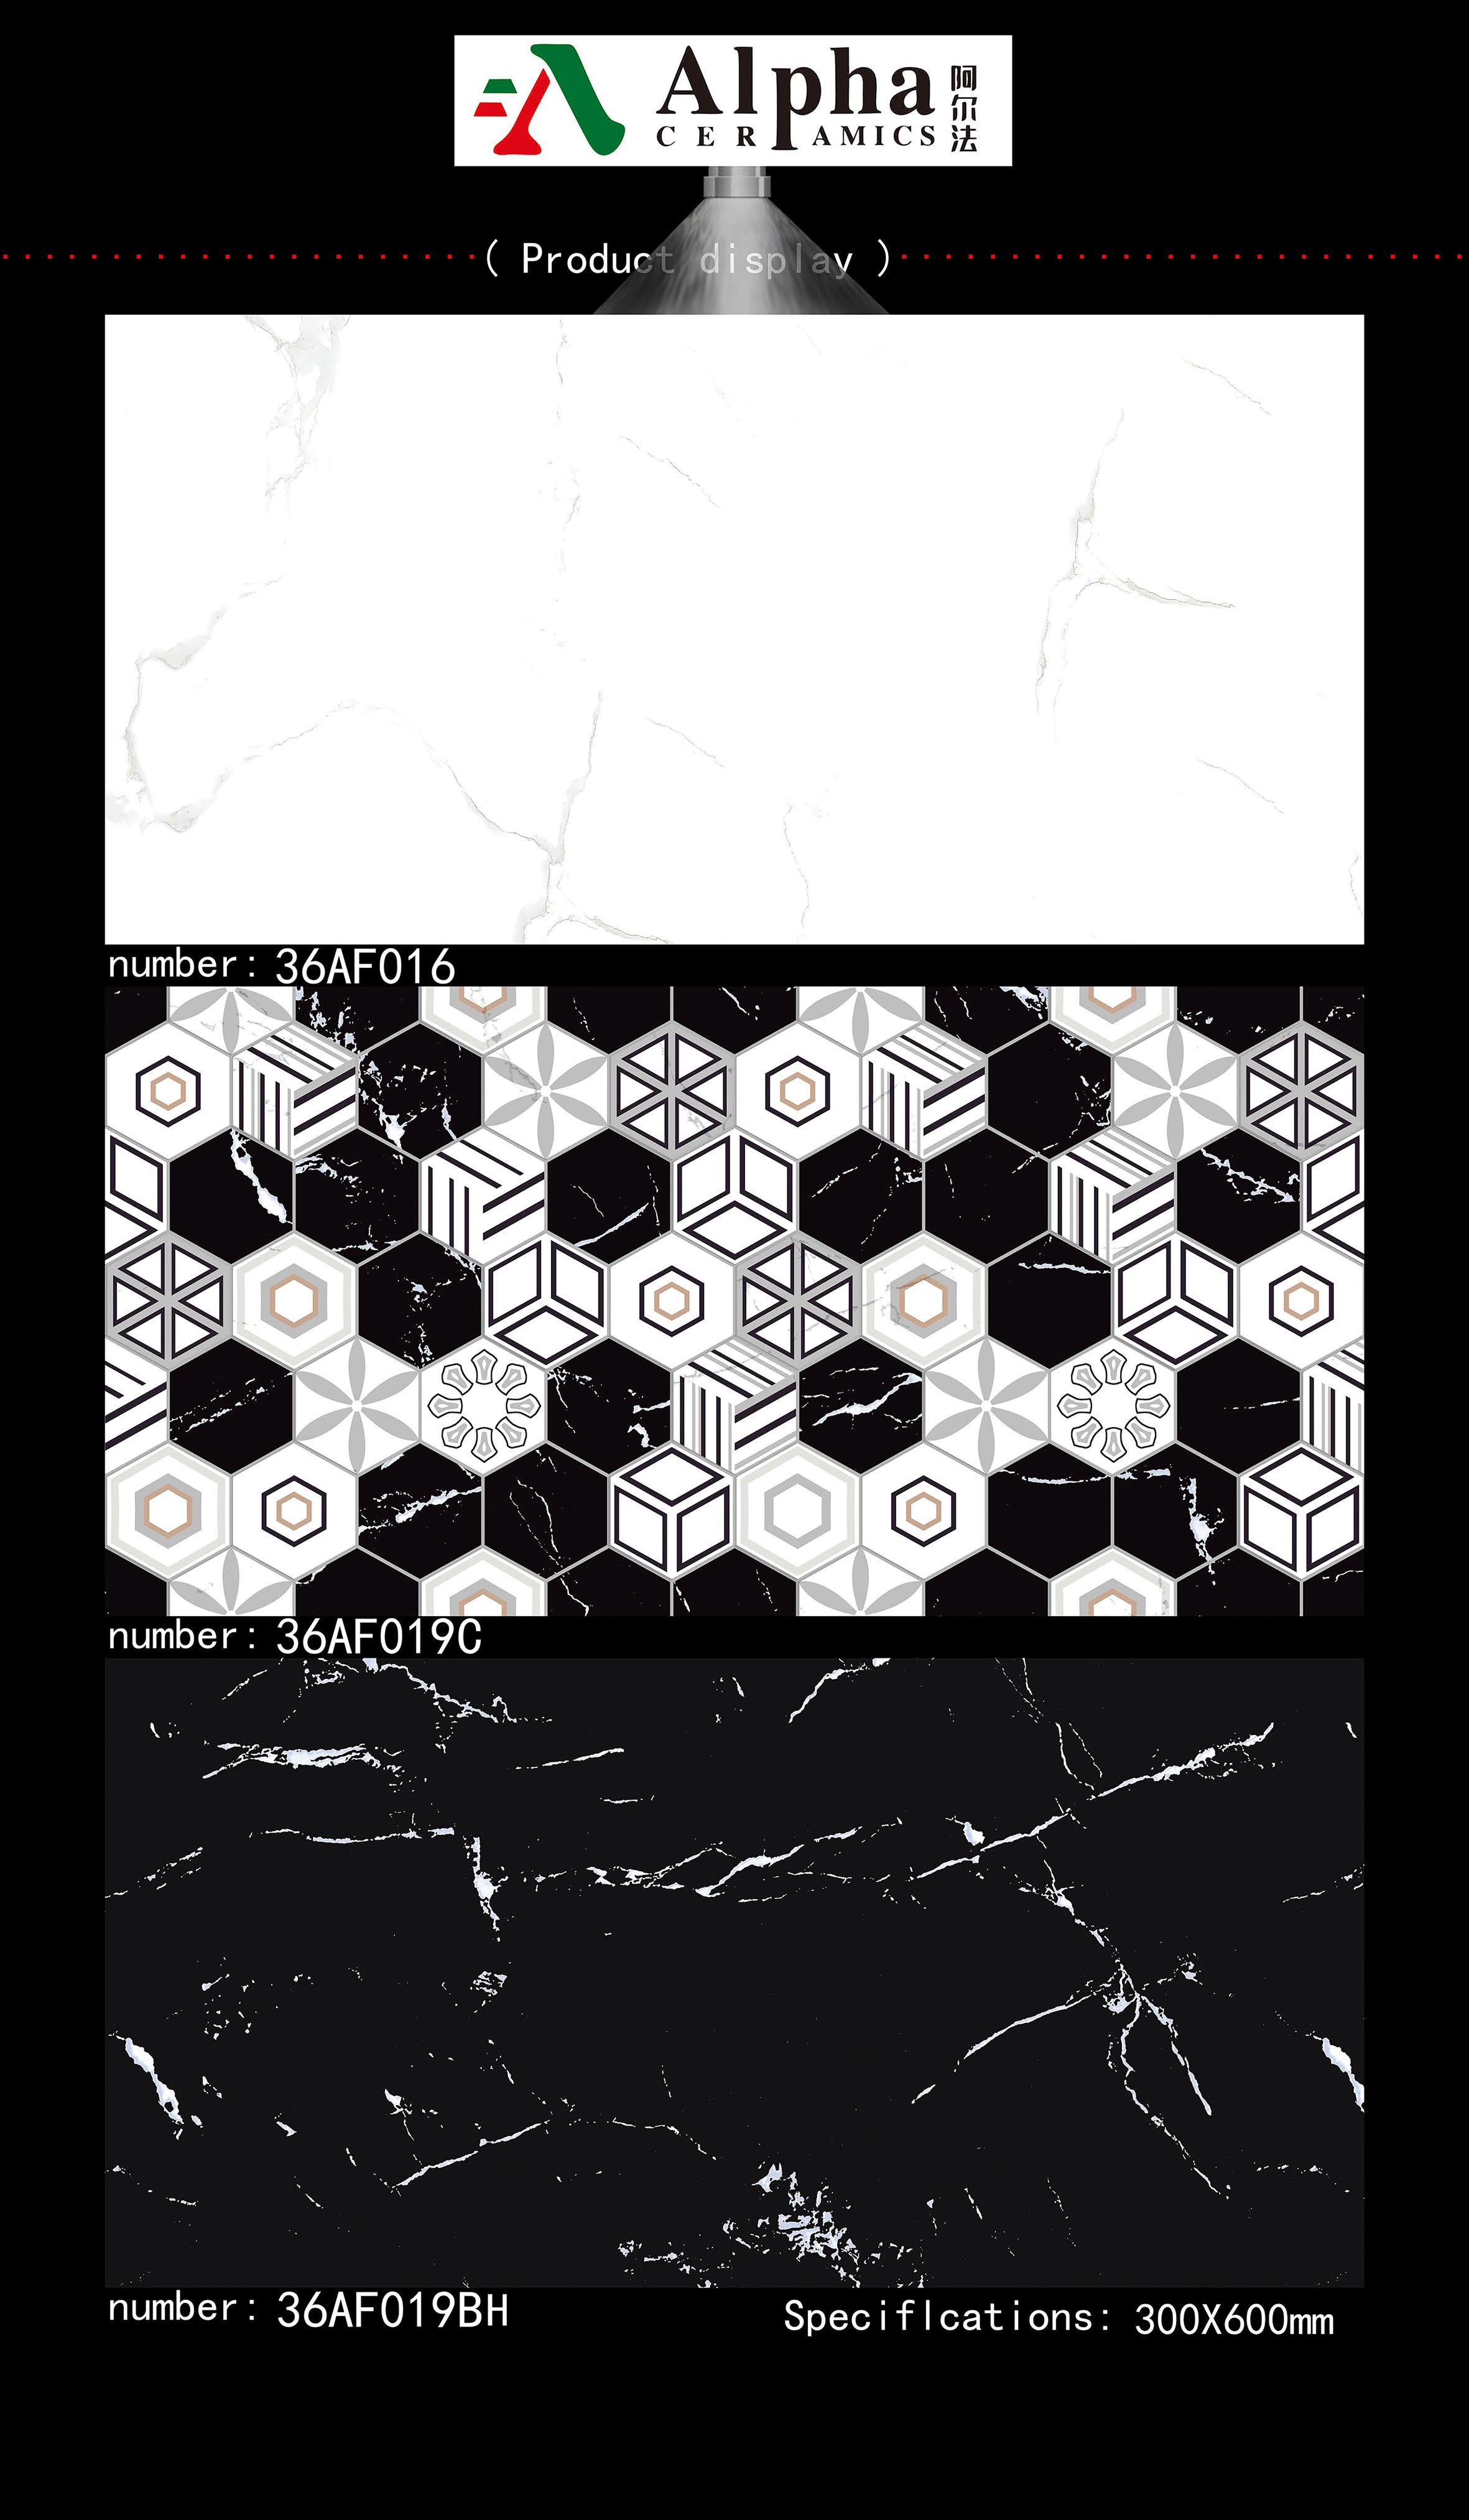 Alpha
CERAMICS
阿尔法
( Product display )
number: 36AF016
number: 36AF019C
number: 36AF019BH
Speciflcations: 300X600mm